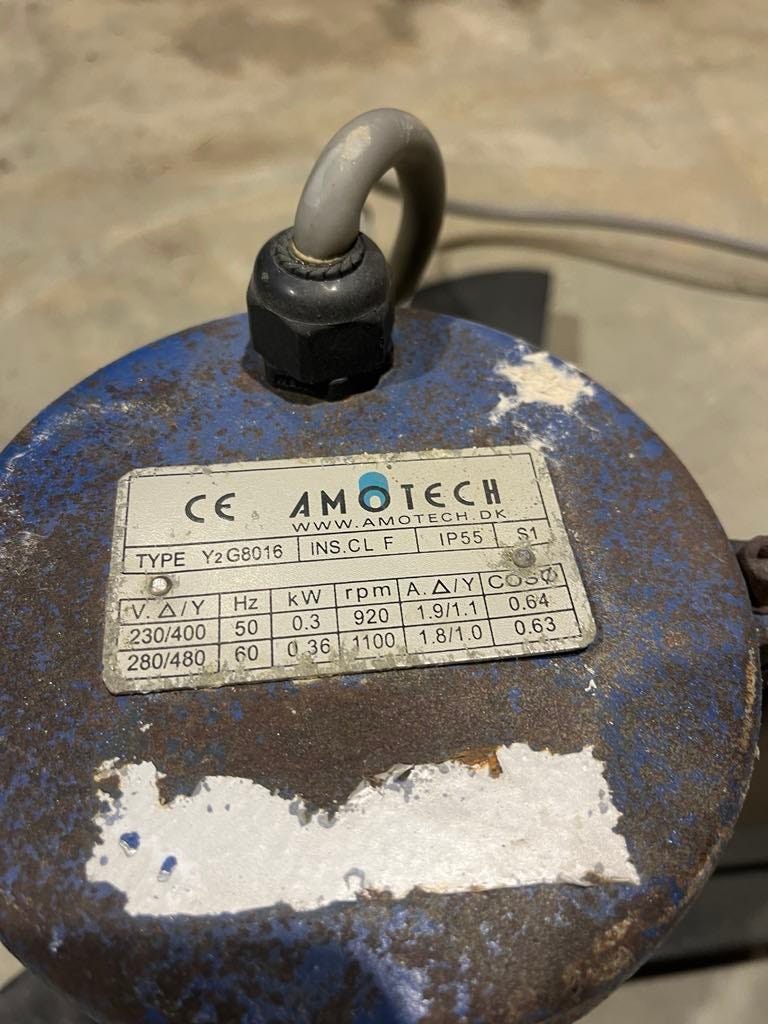 CE AMOTECH
WWW.AMOTECH.DK
TYPE Y2G8016 INS.CL F IP55 S1
V. Δ/Y Hz kW rpm A. Δ/Y COSØ
230/400 50 0.3 920 1.9/1.1 0.64
280/480 60 0.36 1100 1.8/1.0 0.63